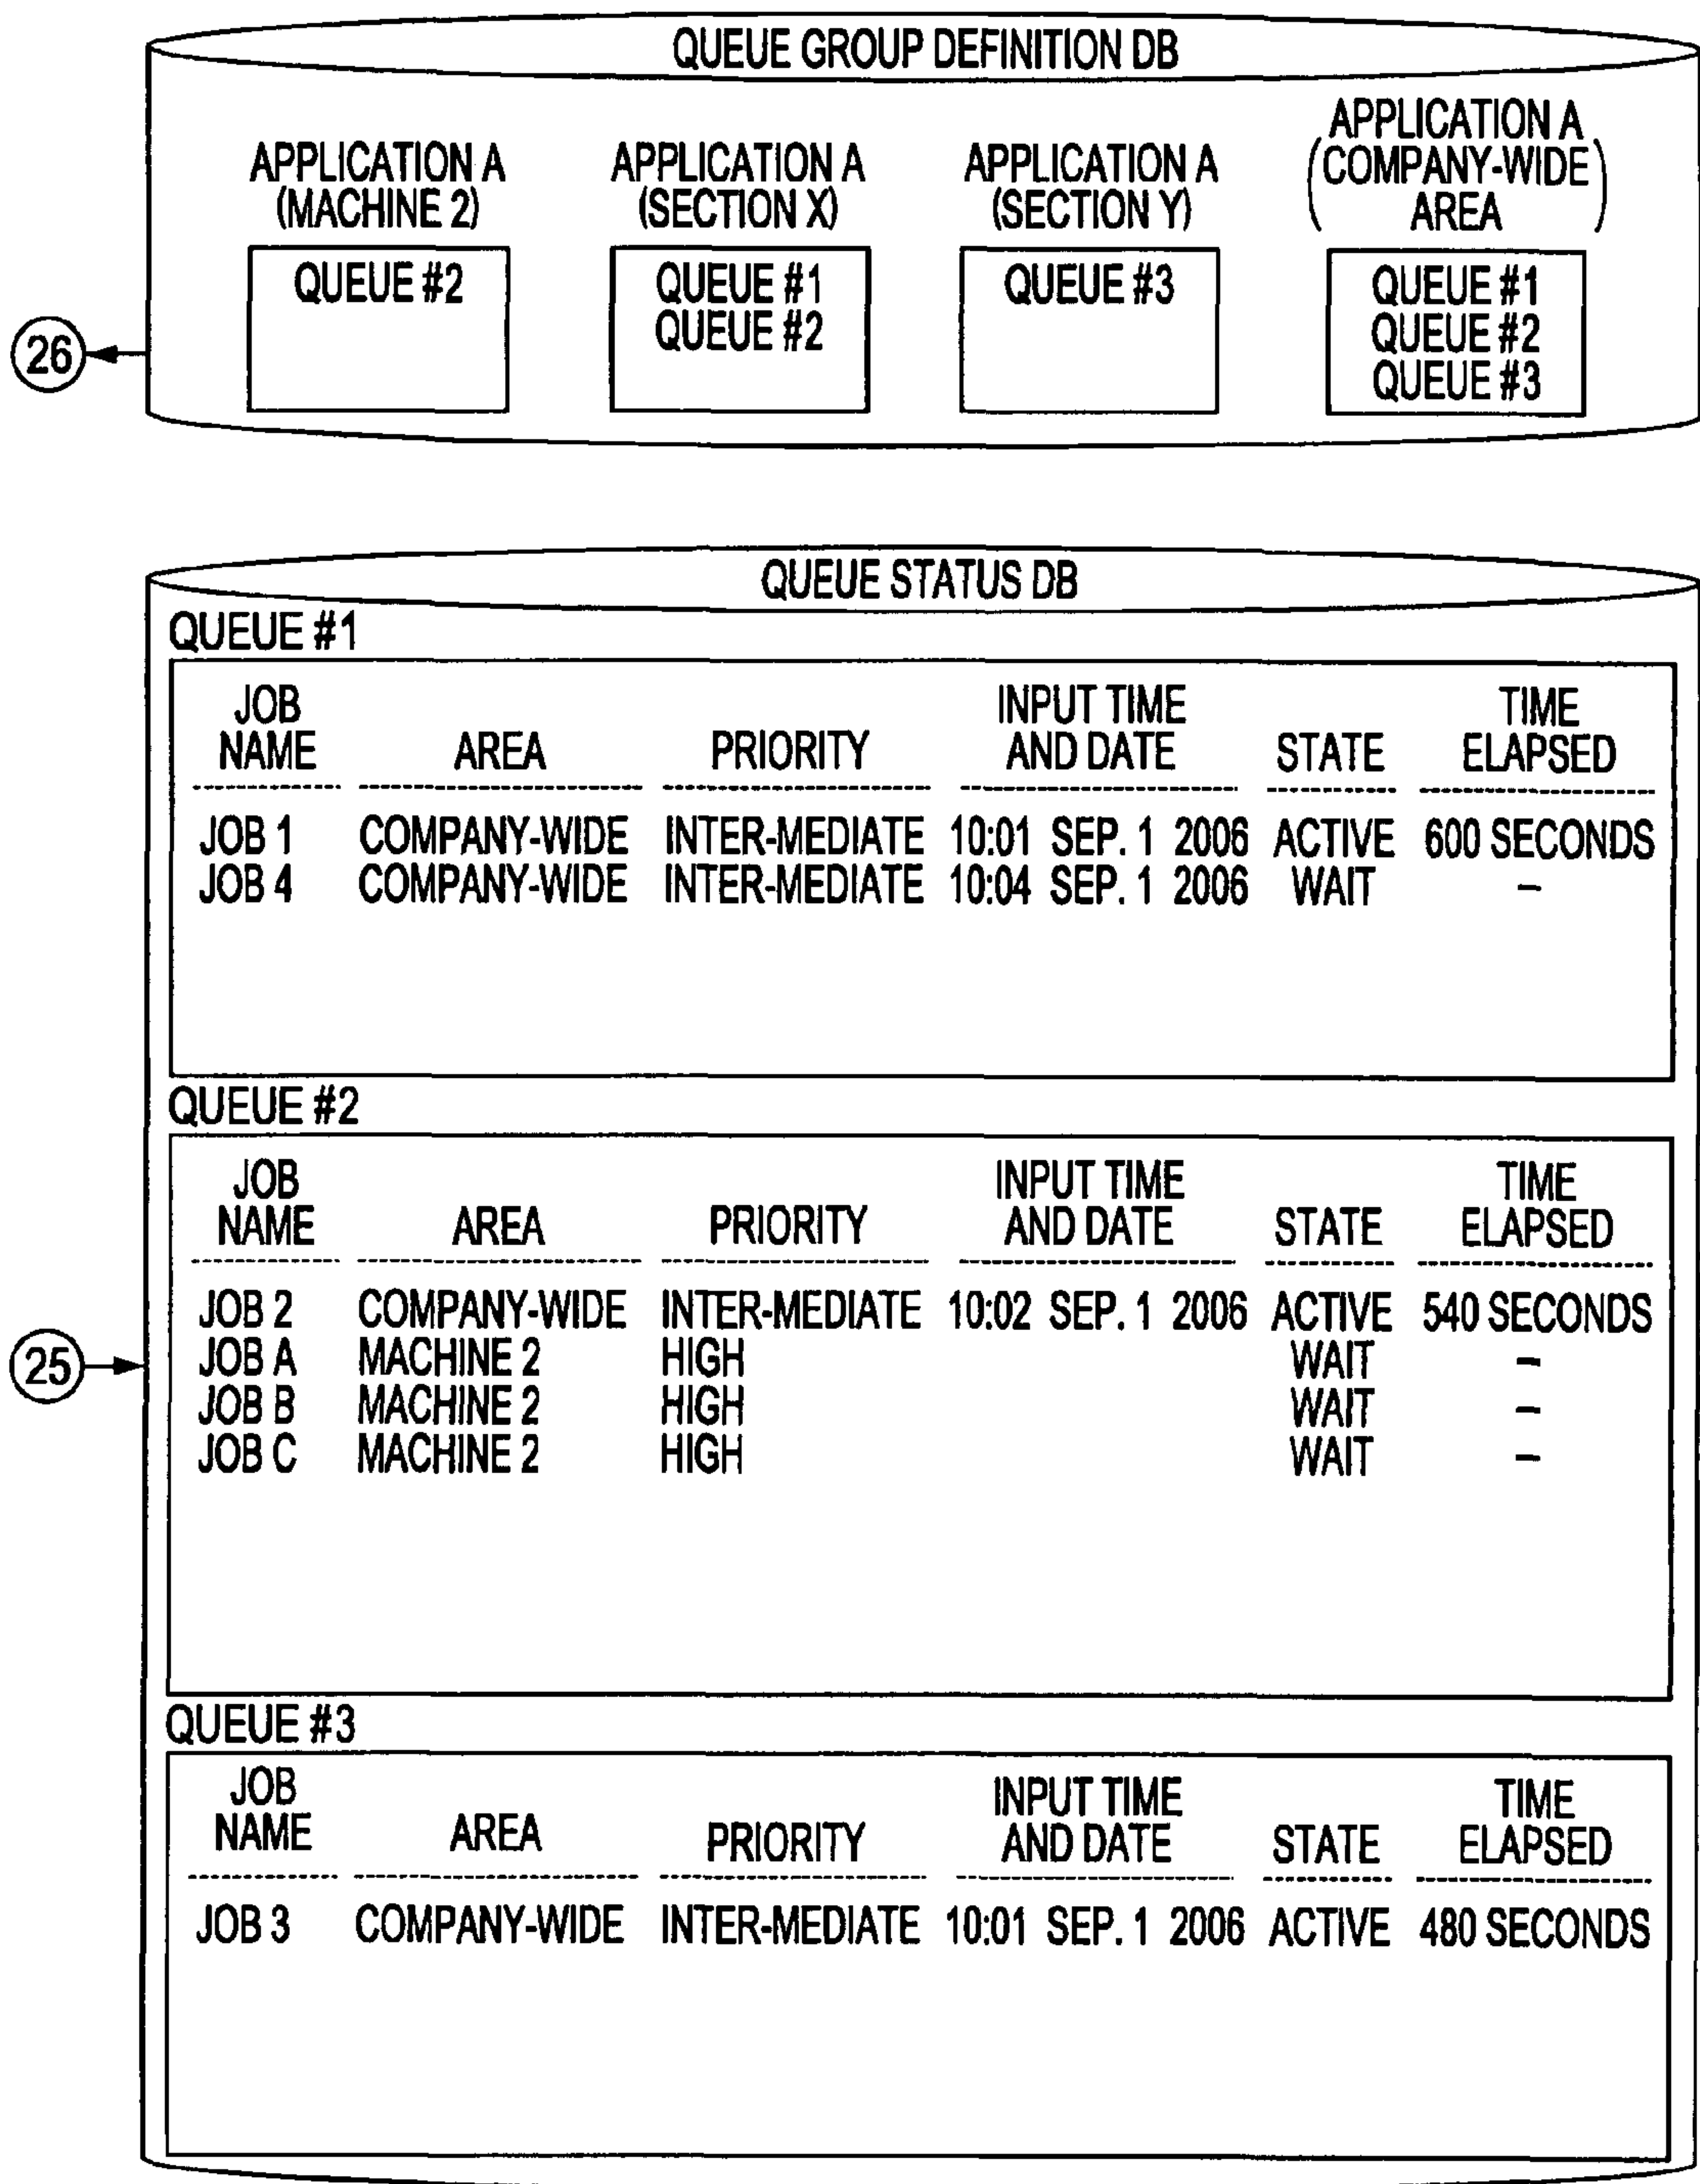 QUEUE GROUP DEFINITION DB
APPLICATION A
(MACHINE 2)
QUEUE #2
APPLICATION A
(SECTION X)
QUEUE #1
QUEUE #2
APPLICATION A
(SECTION Y)
QUEUE #3
APPLICATION A
(COMPANY-WIDE
AREA)
QUEUE #1
QUEUE #2
QUEUE #3
26
QUEUE STATUS DB
QUEUE #1
JOB NAME AREA PRIORITY INPUT TIME AND DATE STATE TIME ELAPSED
JOB 1 COMPANY-WIDE INTER-MEDIATE 10:01 SEP. 1 2006 ACTIVE 600 SECONDS
JOB 4 COMPANY-WIDE INTER-MEDIATE 10:04 SEP. 1 2006 WAIT –
QUEUE #2
JOB NAME AREA PRIORITY INPUT TIME AND DATE STATE TIME ELAPSED
JOB 2 COMPANY-WIDE INTER-MEDIATE 10:02 SEP. 1 2006 ACTIVE 540 SECONDS
JOB A MACHINE 2 HIGH WAIT –
JOB B MACHINE 2 HIGH WAIT –
JOB C MACHINE 2 HIGH WAIT –
25
QUEUE #3
JOB NAME AREA PRIORITY INPUT TIME AND DATE STATE TIME ELAPSED
JOB 3 COMPANY-WIDE INTER-MEDIATE 10:01 SEP. 1 2006 ACTIVE 480 SECONDS